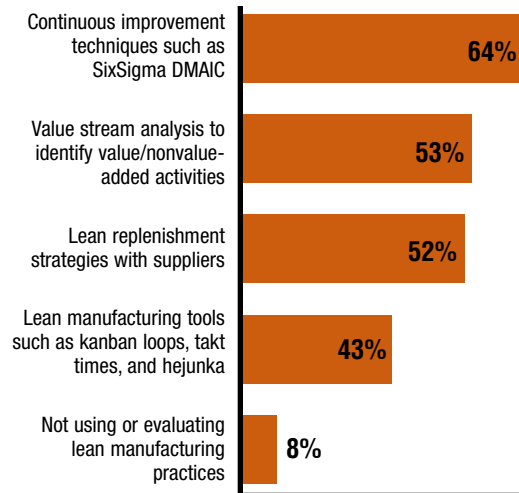 Continuous improvement
techniques such as
SixSigma DMAIC
64%
Value stream analysis to
identify value/nonvalue-
added activities
53%
Lean replenishment
strategies with suppliers
52%
Lean manufacturing tools
such as kanban loops, takt
times, and hejunka
43%
Not using or evaluating
lean manufacturing
practices
8%